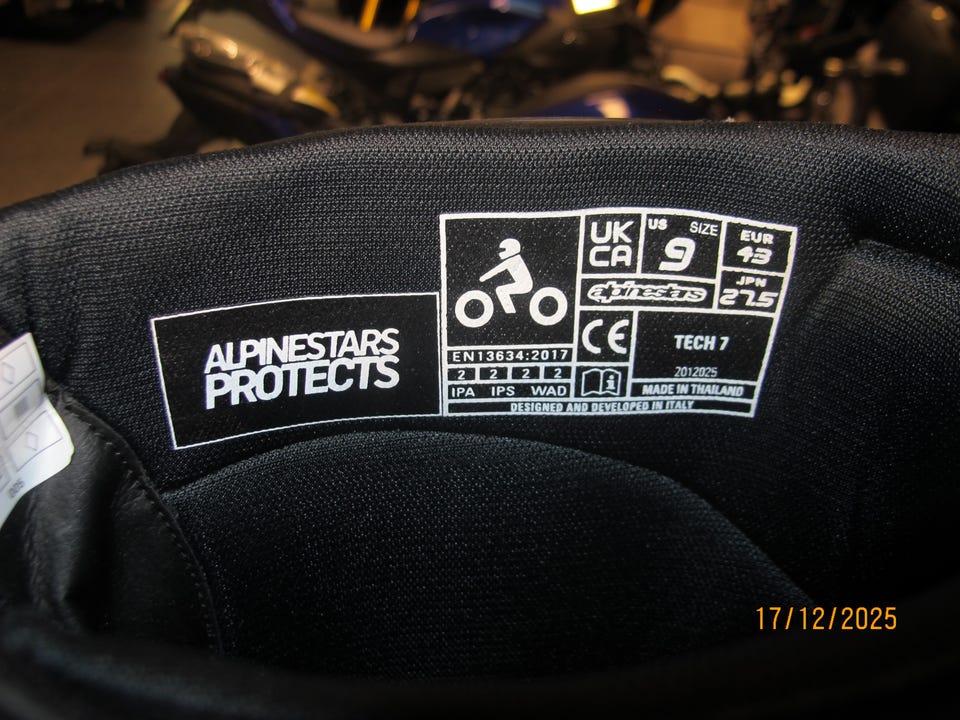 ALPINESTARS
PROTECTS
EN13634:2017
2 2 2 2
IPA IPS WAD
UK
CA
US SIZE
9
EUR
43
JPN
27.5
alpinestars
CE
i
TECH 7
2012025
MADE IN THAILAND
DESIGNED AND DEVELOPED IN ITALY
17/12/2025